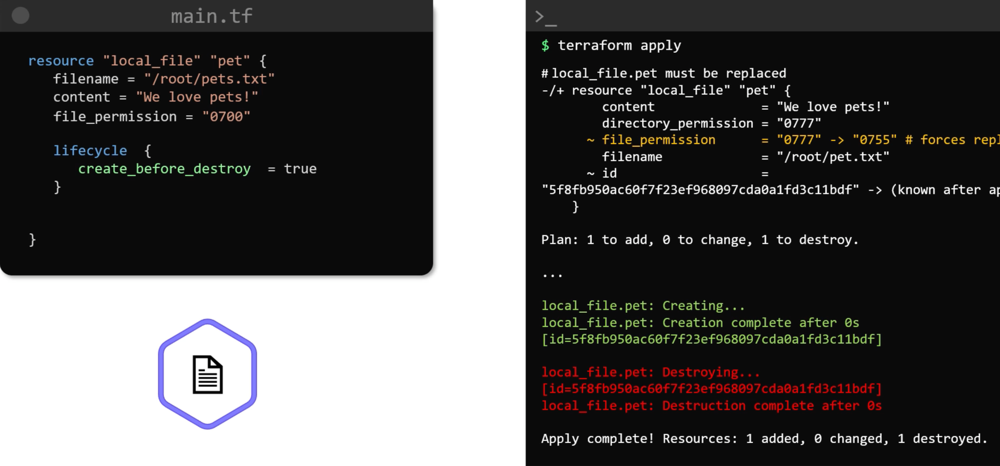 main.tf
resource "local_file" "pet" {
filename = "/root/pets.txt"
content = "We love pets!"
file_permission = "0700"
lifecycle {
create_before_destroy = true
}
}
>_
$ terraform apply
# local_file.pet must be replaced
-/+ resource "local_file" "pet" {
content = "We love pets!"
directory_permission = "0777"
~ file_permission = "0777" -> "0755" # forces repl
filename = "/root/pet.txt"
~ id =
"5f8fb950ac60f7f23ef968097cda0a1fd3c11bdf" -> (known after ap
}
Plan: 1 to add, 0 to change, 1 to destroy.
...
local_file.pet: Creating...
local_file.pet: Creation complete after 0s
[id=5f8fb950ac60f7f23ef968097cda0a1fd3c11bdf]
local_file.pet: Destroying...
[id=5f8fb950ac60f7f23ef968097cda0a1fd3c11bdf]
local_file.pet: Destruction complete after 0s
Apply complete! Resources: 1 added, 0 changed, 1 destroyed.